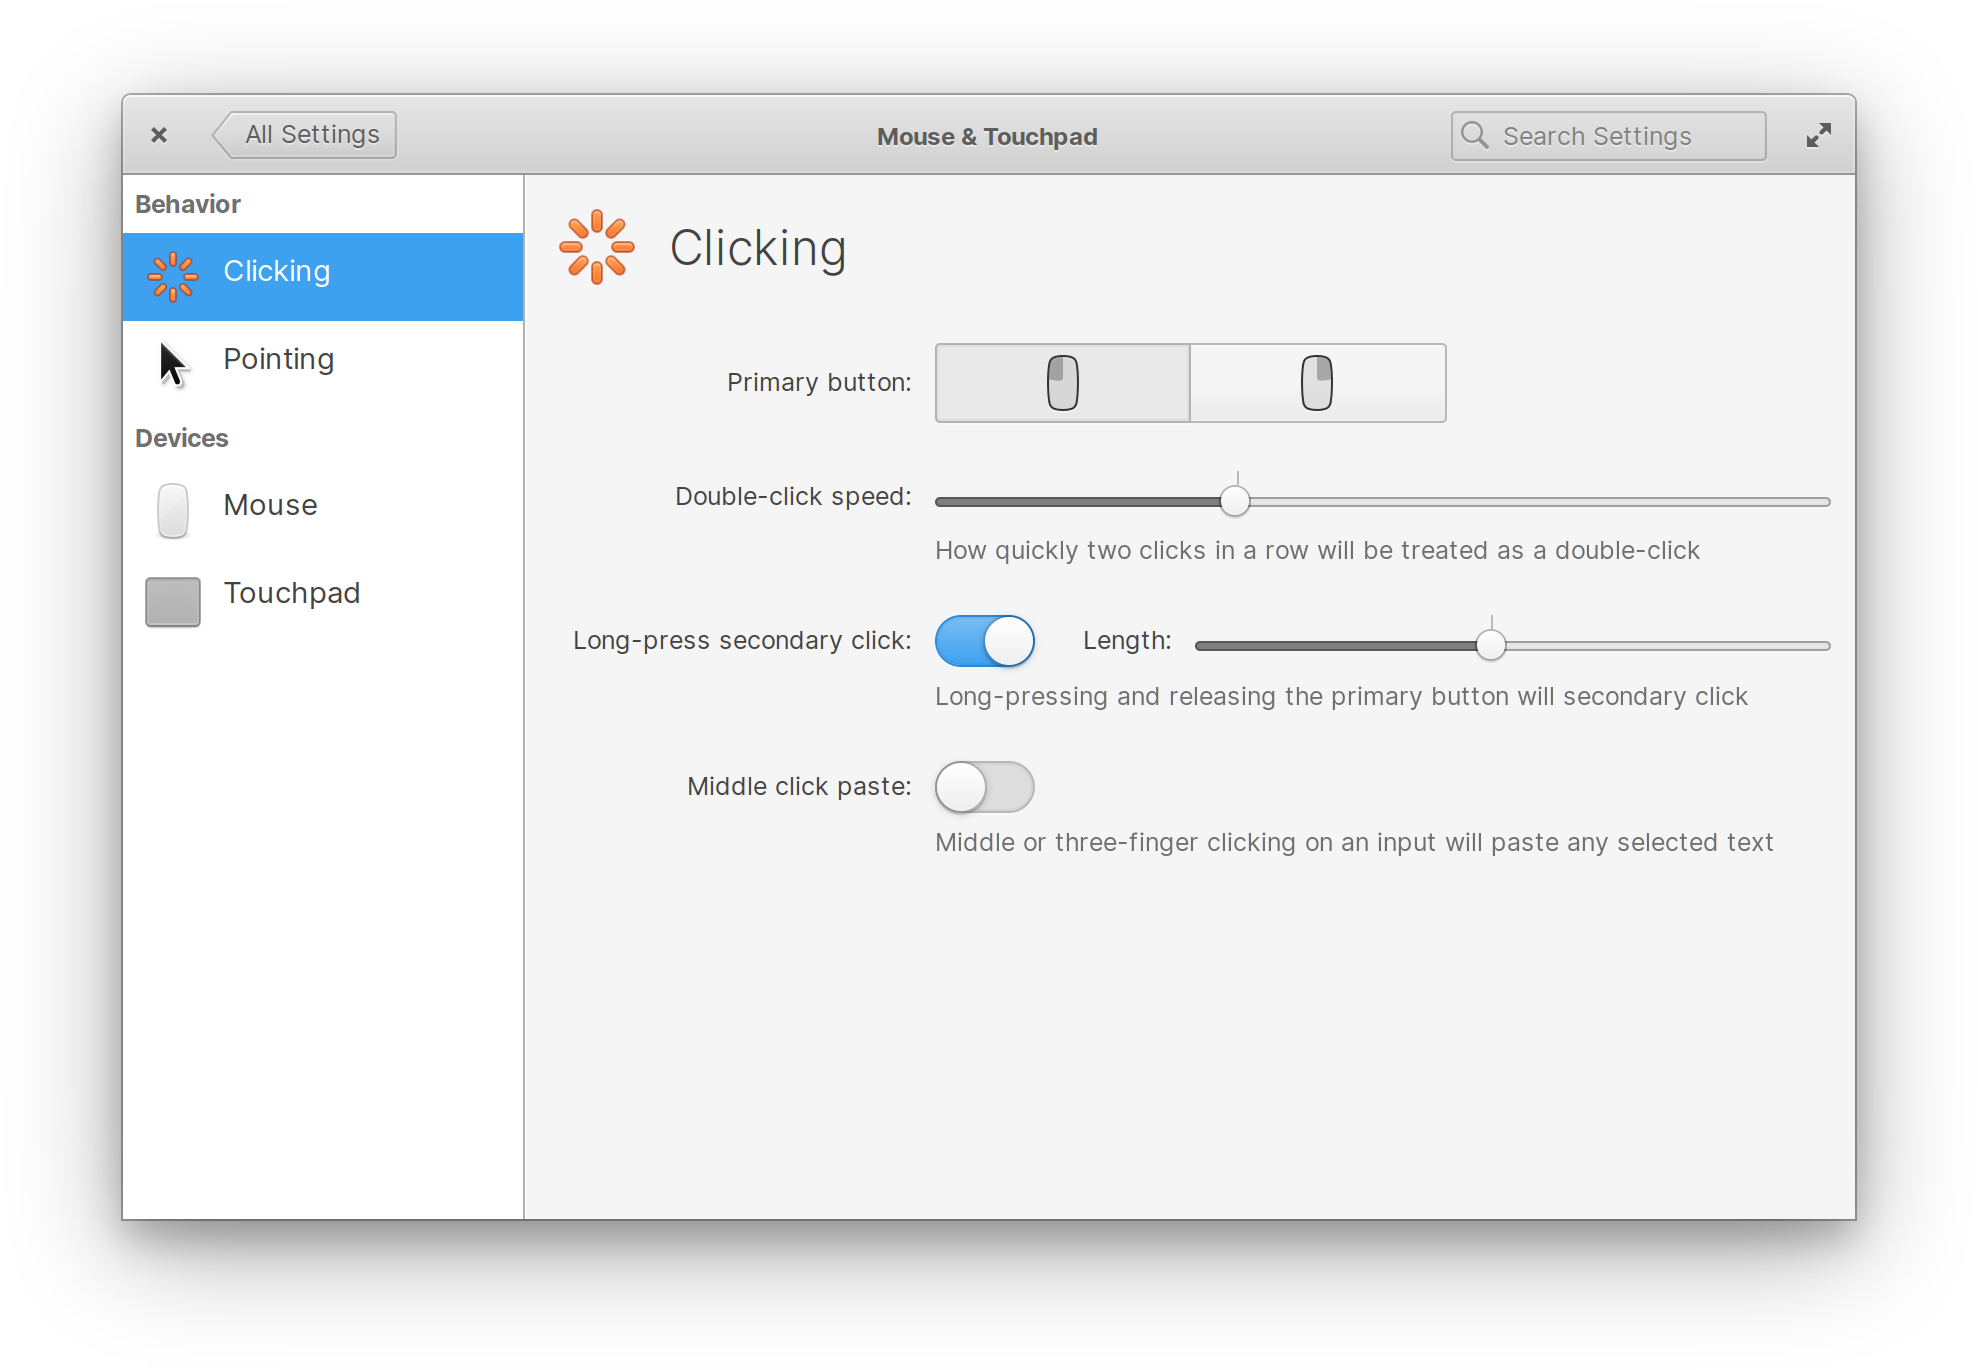 All Settings
Mouse & Touchpad
Search Settings
Behavior
Clicking
Pointing
Devices
Mouse
Touchpad
Clicking
Primary button:
Double-click speed:
How quickly two clicks in a row will be treated as a double-click
Long-press secondary click:
Length:
Long-pressing and releasing the primary button will secondary click
Middle click paste:
Middle or three-finger clicking on an input will paste any selected text